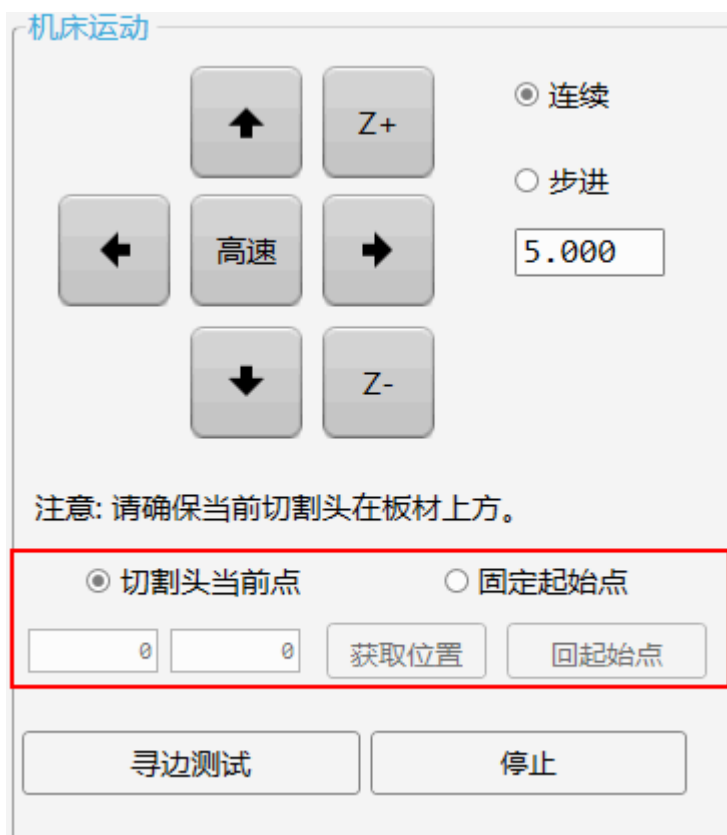 机床运动
Z+
连续
步进
高速
5.000
Z-
注意: 请确保当前切割头在板材上方。
切割头当前点 固定起始点
0 0 获取位置 回起始点
寻边测试 停止